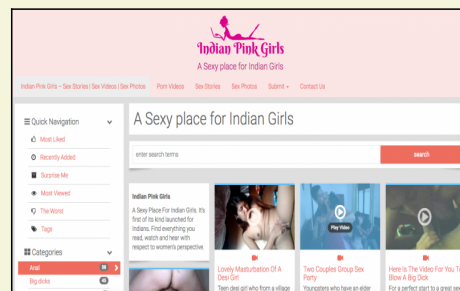 Indian Pink Girls
A Sexy place for Indian Girls
Indian Pink Girls – Sex Stories | Sex Videos | Sex Photos Porn Videos Sex Stories Sex Photos Submit Contact Us
Quick Navigation
Most Liked
Recently Added
Surprise Me
Most Viewed
The Worst
Tags
Categories
Anal
Big dicks
A Sexy place for Indian Girls
enter search terms search
Indian Pink Girls
A Sexy Place For Indian Girls. It's
first of its kind launched for
Indians. Find everything you
read, watch and hear with
respect to women's perspective.
Lovely Masturbation Of A
Desi Girl
Teen desi girl who from a village
Play Video
Two Couples Group Sex
Party
Youngsters who have an elder
Here Is The Video For You T
Blow A Big Dick
For a perfect start to a great sex